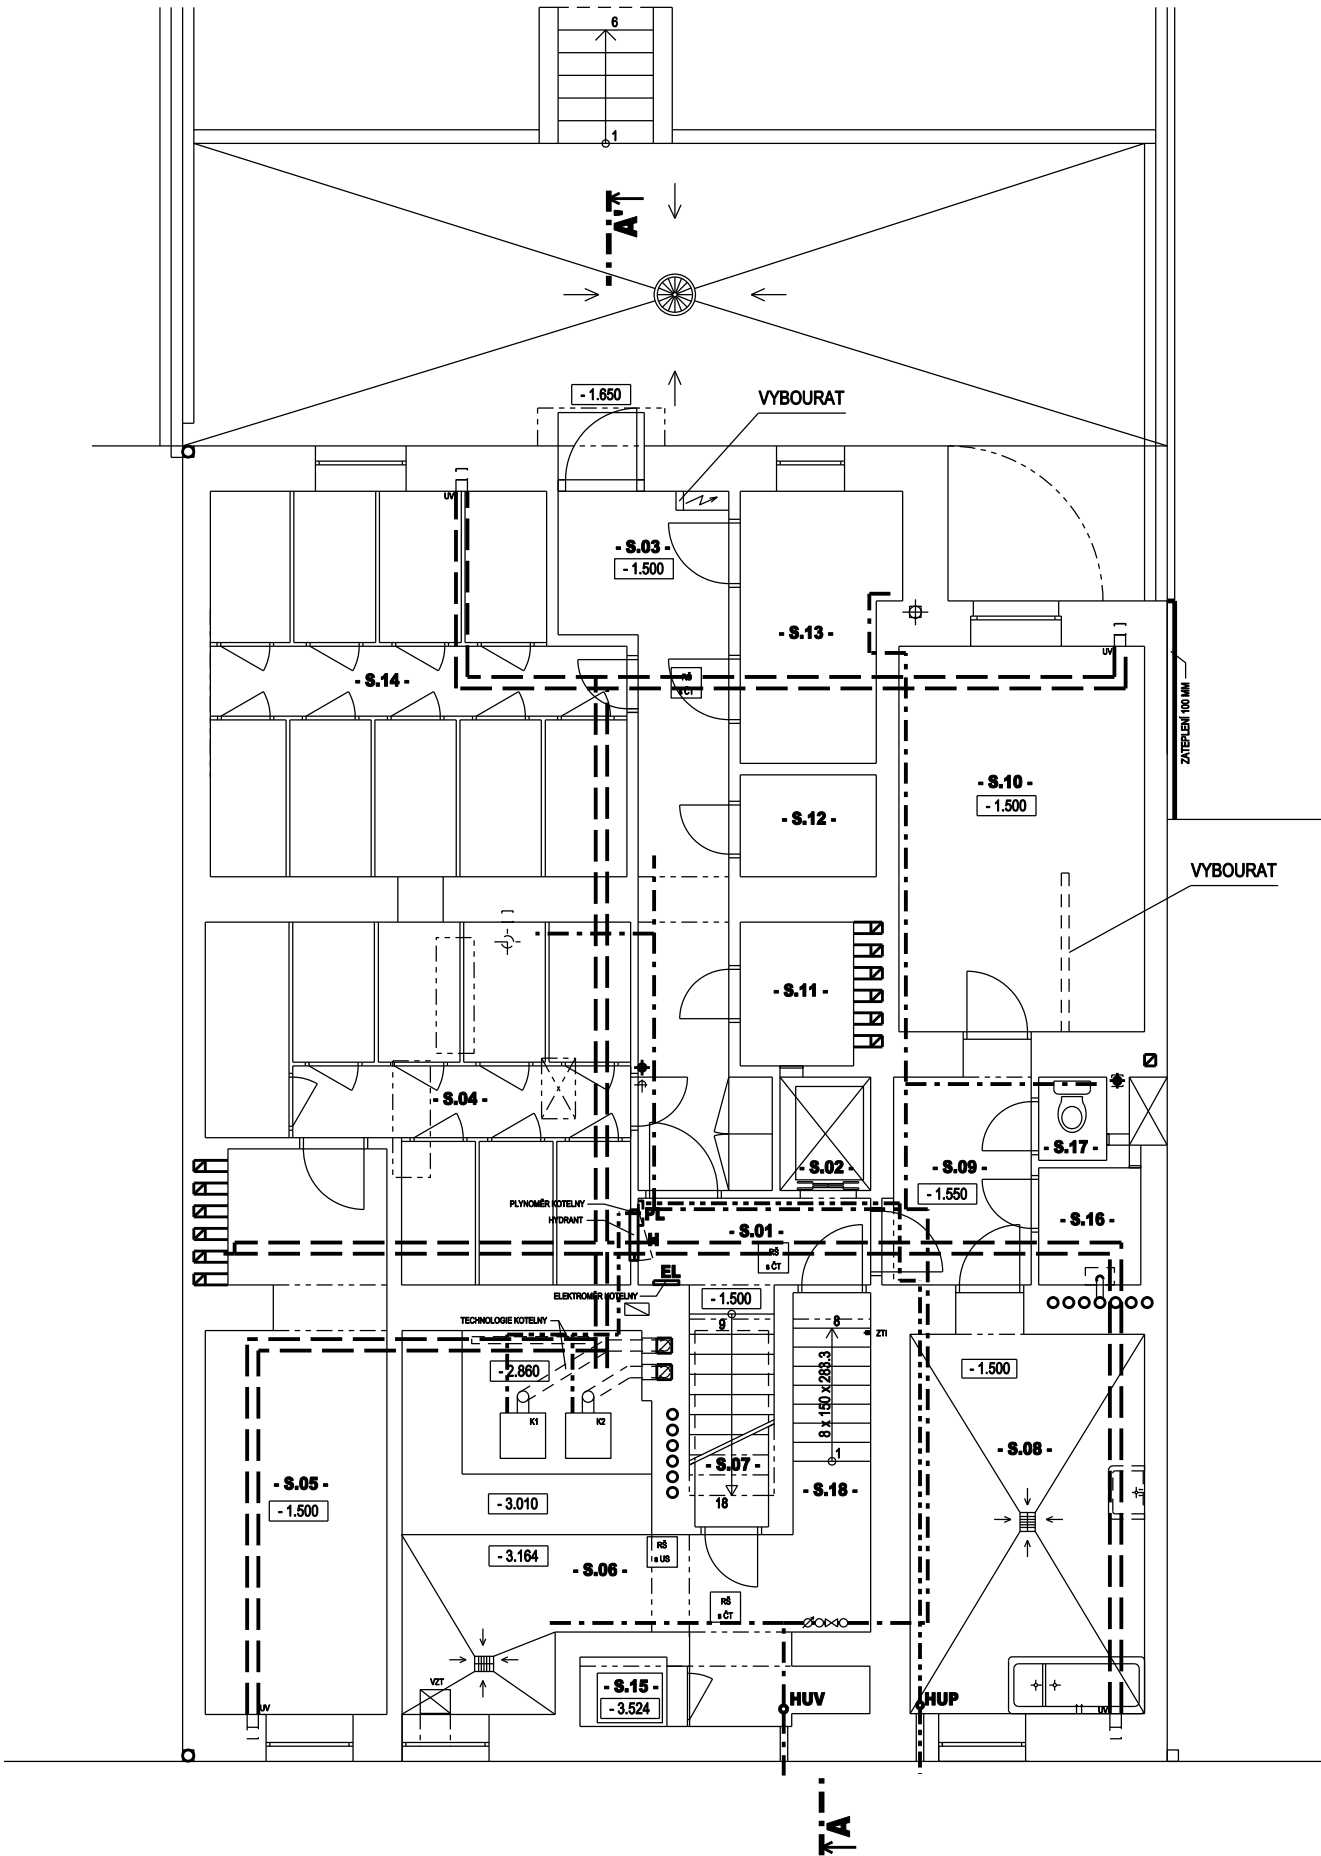 6
1
A'
- 1.650
VYBOURAT
UV
- S.03 -
- 1.500
- S.13 -
- S.14 -
RŠ
s ČT
UV
ZATEPLENÍ 100 MM
- S.10 -
- 1.500
- S.12 -
VYBOURAT
- S.11 -
- S.04 -
- S.02 -
- S.09 -
- 1.550
- S.17 -
PLYNOMĚR KOTELNY
PL
HYDRANT
H
- S.01 -
- S.16 -
RŠ
s ČT
EL
ELEKTROMĚR KOTELNY
- 1.500
TECHNOLOGIE KOTELNY
9
8
ZTI
- 2.860
8 x 150 x 288.3
- 1.500
K1
K2
- S.08 -
1
- S.07 -
- S.05 -
- 1.500
- 3.010
18
- S.18 -
RŠ
s US
- 3.164
- S.06 -
RŠ
s ČT
VZT
- S.15 -
- 3.524
HUV
HUP
UV
UV
A